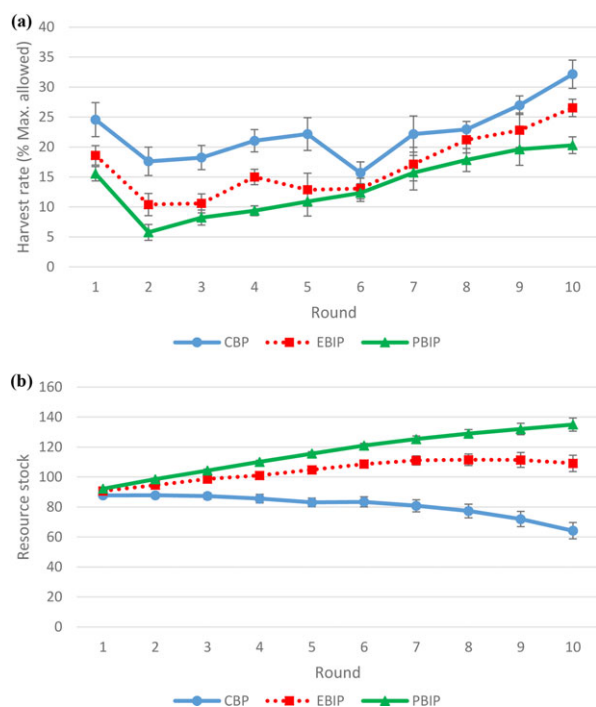 (a)
Harvest rate (% Max. allowed)
40
35
30
25
20
15
10
5
0
1 2 3 4 5 6 7 8 9 10
Round
CBP EBIP PBIP
(b)
Resource stock
160
140
120
100
80
60
40
20
0
1 2 3 4 5 6 7 8 9 10
Round
CBP EBIP PBIP